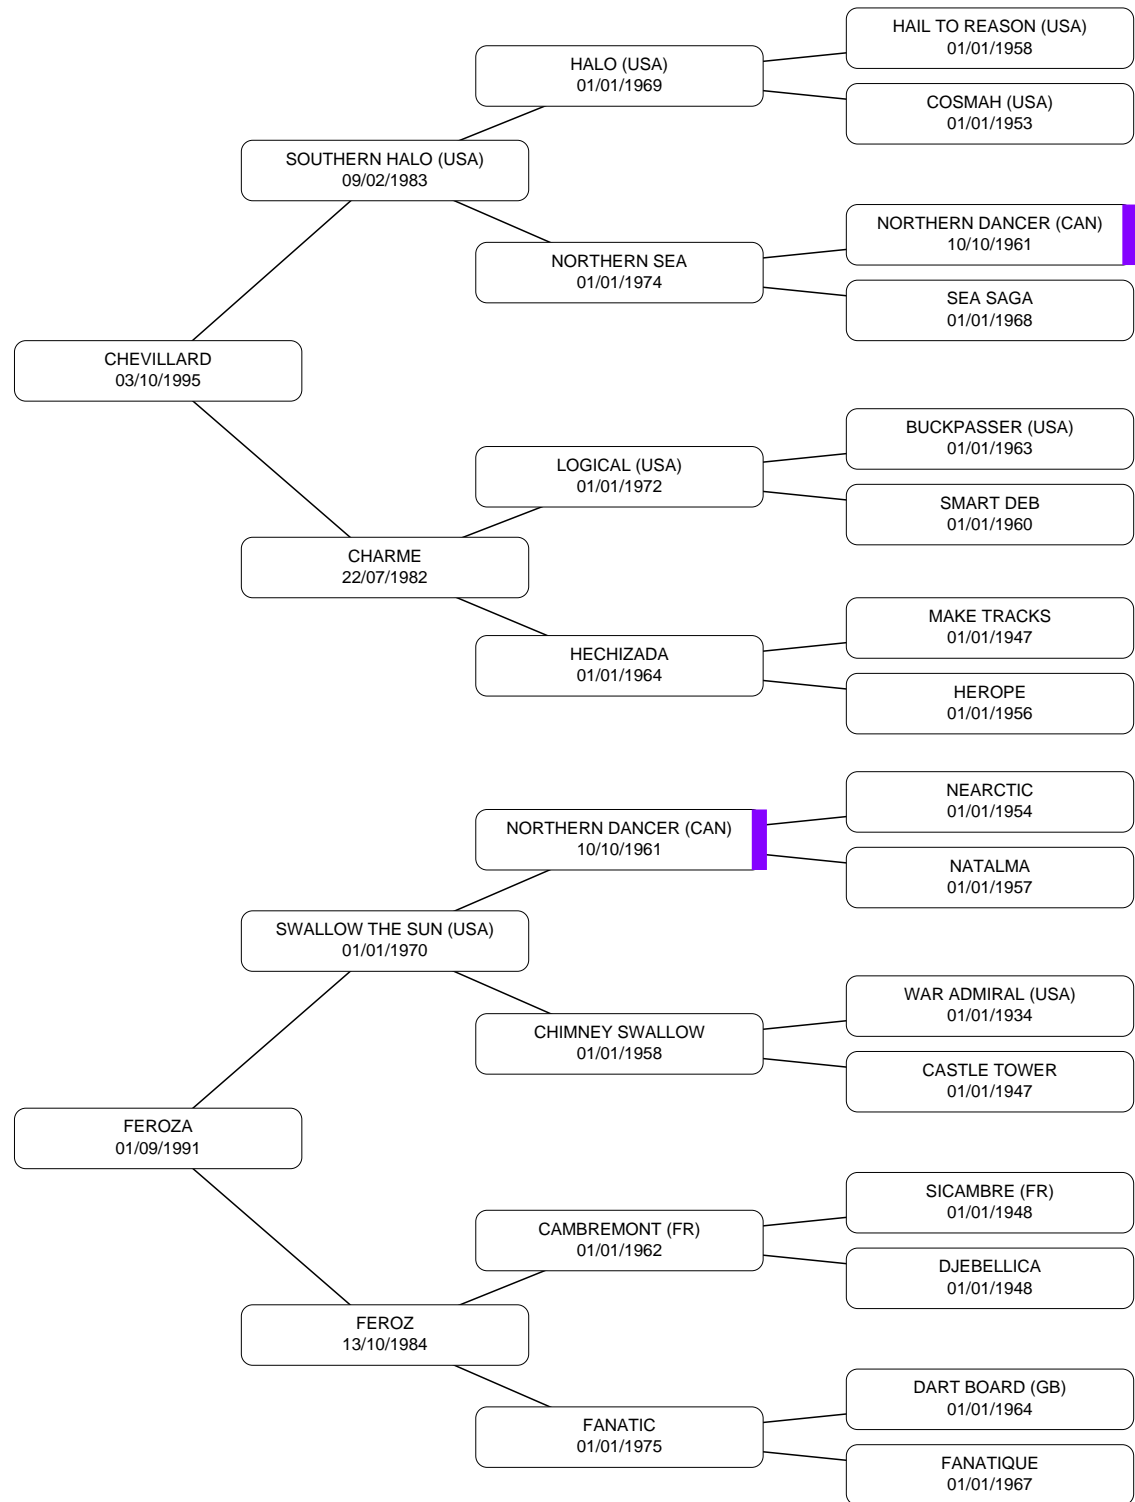 HAIL TO REASON (USA)
01/01/1958
HALO (USA)
01/01/1969
COSMAH (USA)
01/01/1953
SOUTHERN HALO (USA)
09/02/1983
NORTHERN DANCER (CAN)
10/10/1961
NORTHERN SEA
01/01/1974
SEA SAGA
01/01/1968
CHEVILLARD
03/10/1995
BUCKPASSER (USA)
01/01/1963
LOGICAL (USA)
01/01/1972
SMART DEB
01/01/1960
CHARME
22/07/1982
MAKE TRACKS
01/01/1947
HECHIZADA
01/01/1964
HEROPE
01/01/1956
NEARCTIC
01/01/1954
NORTHERN DANCER (CAN)
10/10/1961
NATALMA
01/01/1957
SWALLOW THE SUN (USA)
01/01/1970
WAR ADMIRAL (USA)
01/01/1934
CHIMNEY SWALLOW
01/01/1958
CASTLE TOWER
01/01/1947
FEROZA
01/09/1991
SICAMBRE (FR)
01/01/1948
CAMBREMONT (FR)
01/01/1962
DJEBELLICA
01/01/1948
FEROZ
13/10/1984
DART BOARD (GB)
01/01/1964
FANATIC
01/01/1975
FANATIQUE
01/01/1967